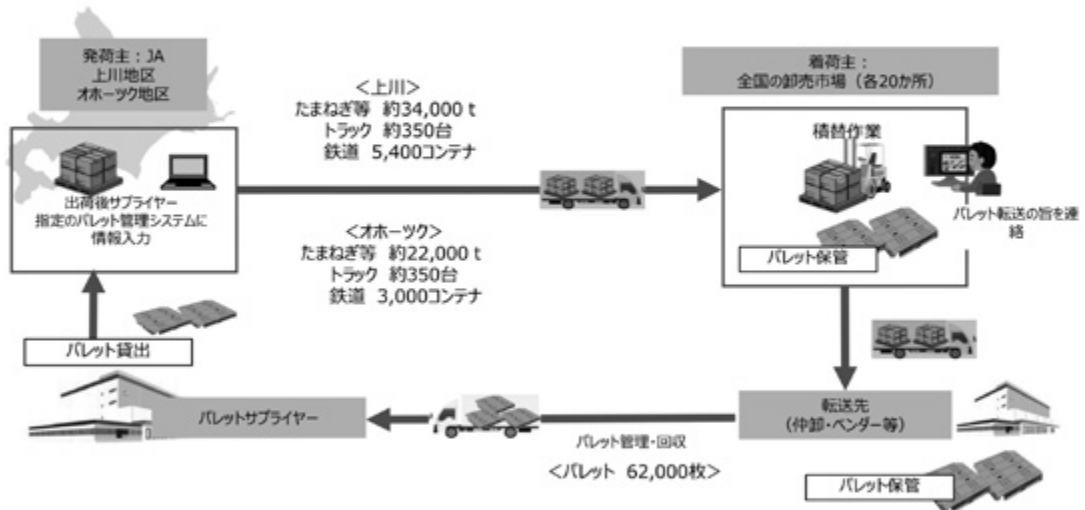 発荷主：JA
上川地区
オホーツク地区
出荷後サプライヤー
指定のパレット管理システムに
情報入力
＜上川＞
たまねぎ等　約34,000 t
トラック　約350台
鉄道　5,400コンテナ
＜オホーツク＞
たまねぎ等　約22,000 t
トラック　約350台
鉄道　3,000コンテナ
着荷主：
全国の卸売市場（各20か所）
積替作業
パレット転送の旨を連
絡
パレット保管
転送先
（仲卸・ベンダー等）
パレット保管
パレット管理・回収
＜パレット　62,000枚＞
パレットサプライヤー
パレット貸出